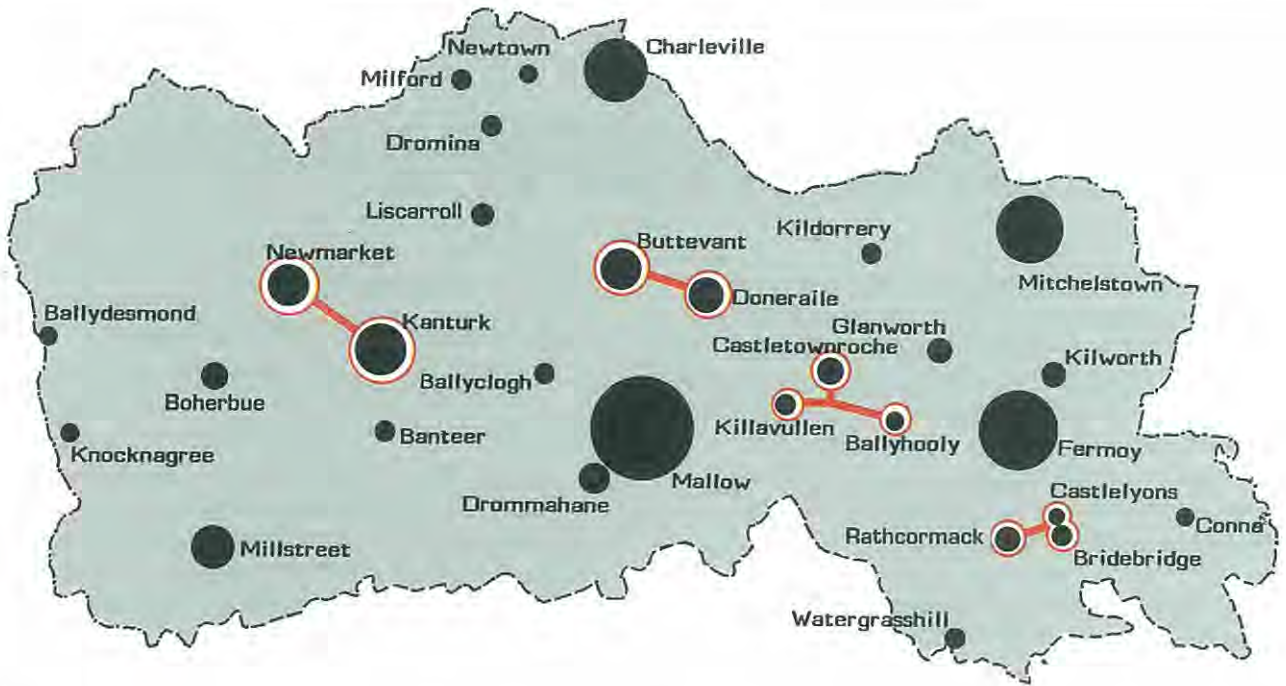 Newtown
Charleville
Milford
Dromina
Liscarroll
Newmarket
Buttevant
Kildorrery
Mitchelstown
Doneraile
Ballydesmond
Kanturk
Glanworth
Castletownroche
Kilworth
Ballyclogh
Boherbue
Banteer
Killavullen
Ballyhooly
Knocknagree
Fermoy
Mallow
Drommahane
Castlelyons
Conna
Rathcormack
Millstreet
Bridebridge
Watergrasshill